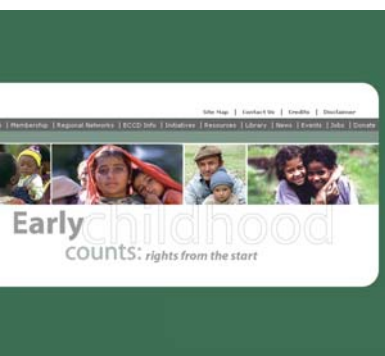 Site Map | Contact Us | Credits | Disclaimer
| Membership | Regional Networks | ECCD Info | Initiatives | Resources | Library | News | Events | Jobs | Donate
Early childhood
counts: rights from the start